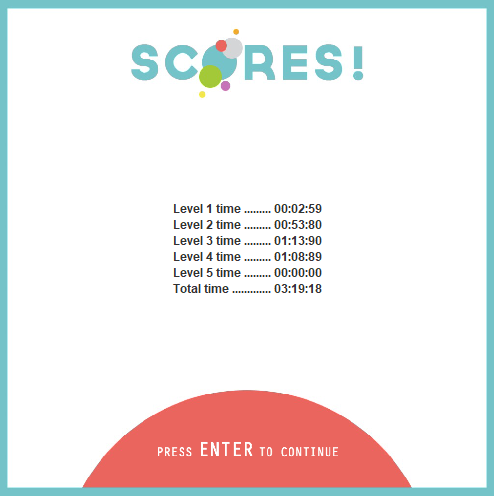 SCORES!
Level 1 time ......... 00:02:59
Level 2 time ......... 00:53:80
Level 3 time ......... 01:13:90
Level 4 time ......... 01:08:89
Level 5 time ......... 00:00:00
Total time ............. 03:19:18
PRESS ENTER TO CONTINUE